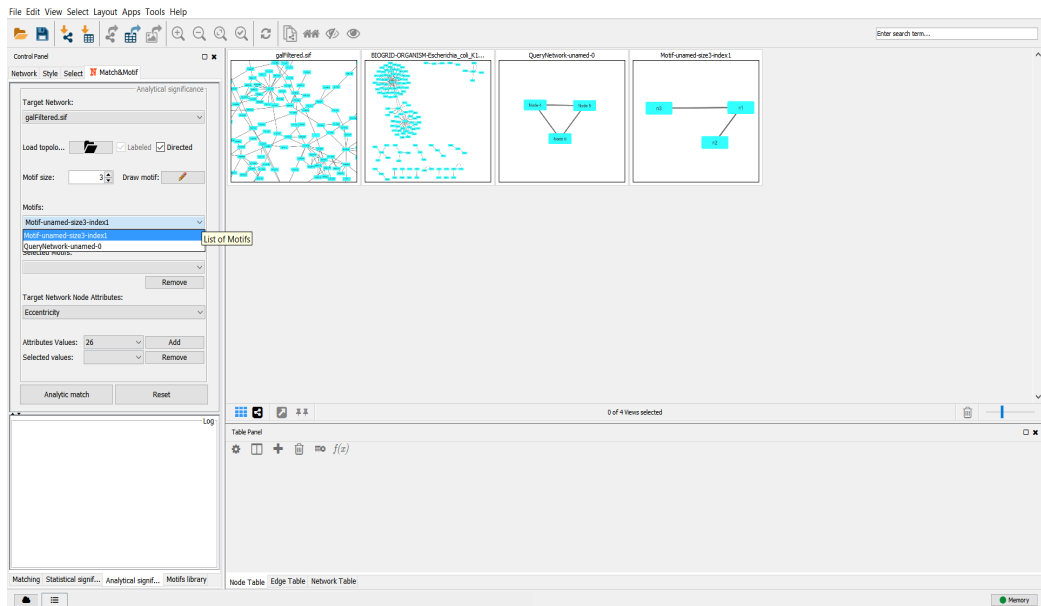 File Edit View Select Layout Apps Tools Help
Enter search term...
Control Panel
Network Style Select Match&Motif
Analytical significance
Target Network:
galFiltered.sif
Load topolo...
Labeled
Directed
Motif size:
3
Draw motif:
Motifs:
Motif-unamed-size3-index1
Motif-unamed-size3-index1
QueryNetwork-unamed-0
List of Motifs
Selected Motifs:
Remove
Target Network Node Attributes:
Eccentricity
Attributes Values: 26 Add
Selected values: Remove
Analytic match Reset
Log
Matching Statistical signif... Analytical signif... Motifs library
galFiltered.sif
BIOGRID-ORGANISM-Escherichia_coli_K1...
QueryNetwork-unamed-0
Motif-unamed-size3-index1
Node A Node B
n3 n1
n2
0 of 4 Views selected
Table Panel
f(x)
Node Table Edge Table Network Table
Memory